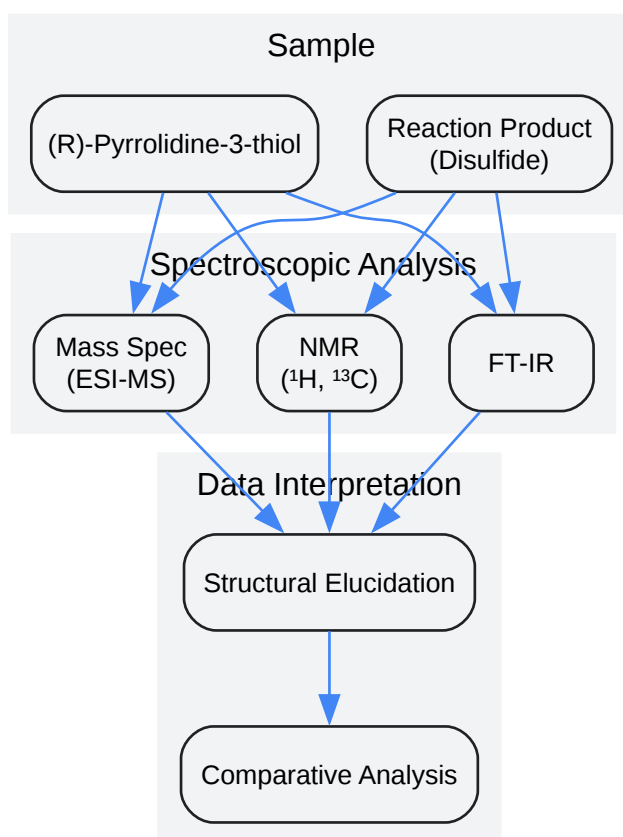 Sample
(R)-Pyrrolidine-3-thiol
Reaction Product
(Disulfide)
Spectroscopic Analysis
Mass Spec
(ESI-MS)
NMR
(¹H, ¹³C)
FT-IR
Data Interpretation
Structural Elucidation
Comparative Analysis